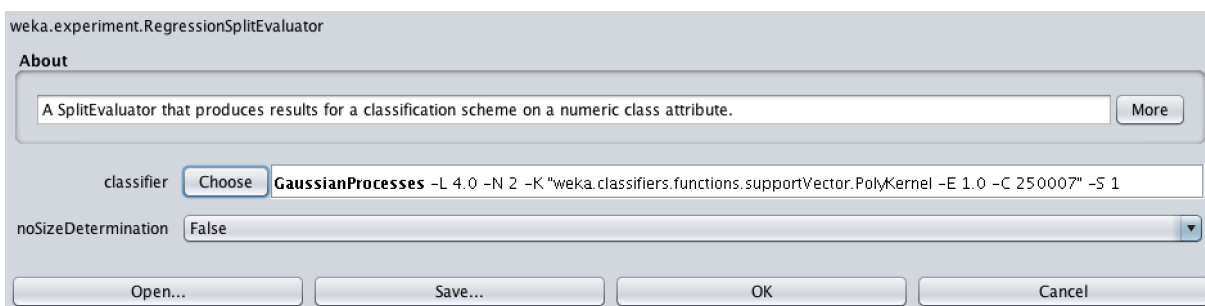 weka.experiment.RegressionSplitEvaluator
About
A SplitEvaluator that produces results for a classification scheme on a numeric class attribute. More
classifier Choose GaussianProcesses -L 4.0 -N 2 -K "weka.classifiers.functions.supportVector.PolyKernel -E 1.0 -C 250007" -S 1
noSizeDetermination False
Open... Save... OK Cancel